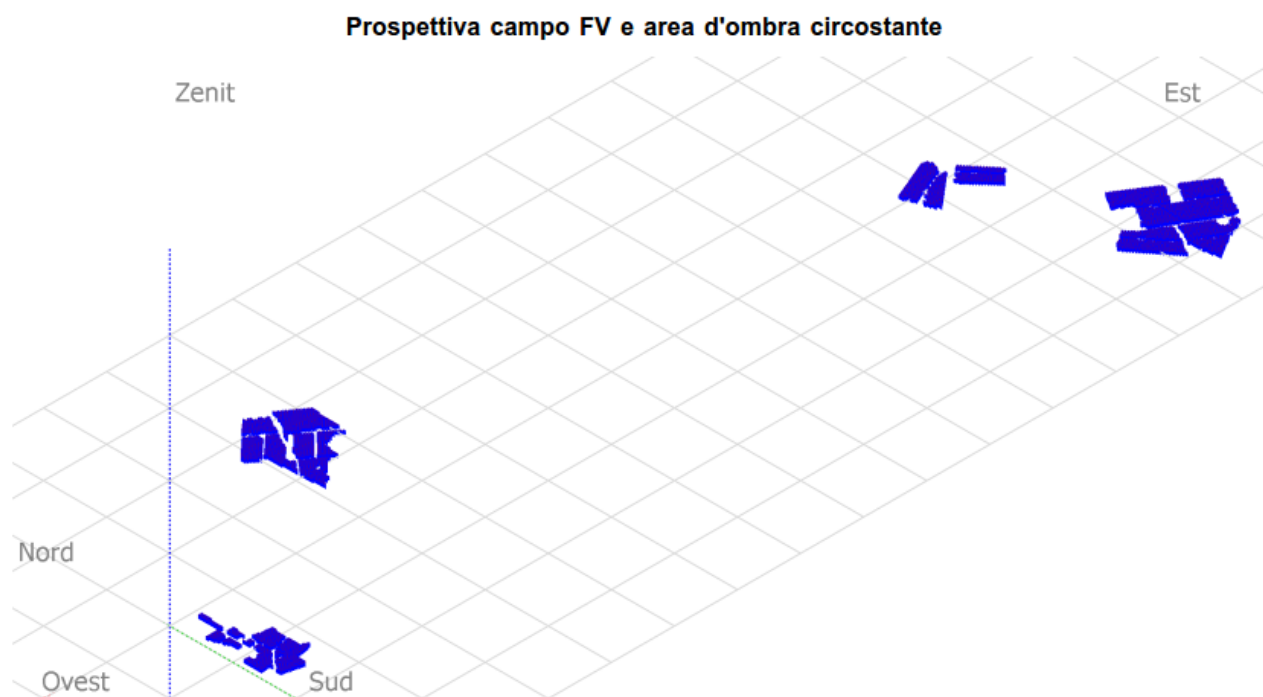 Prospettiva campo FV e area d'ombra circostante
Zenit
Est
Nord
Ovest
Sud